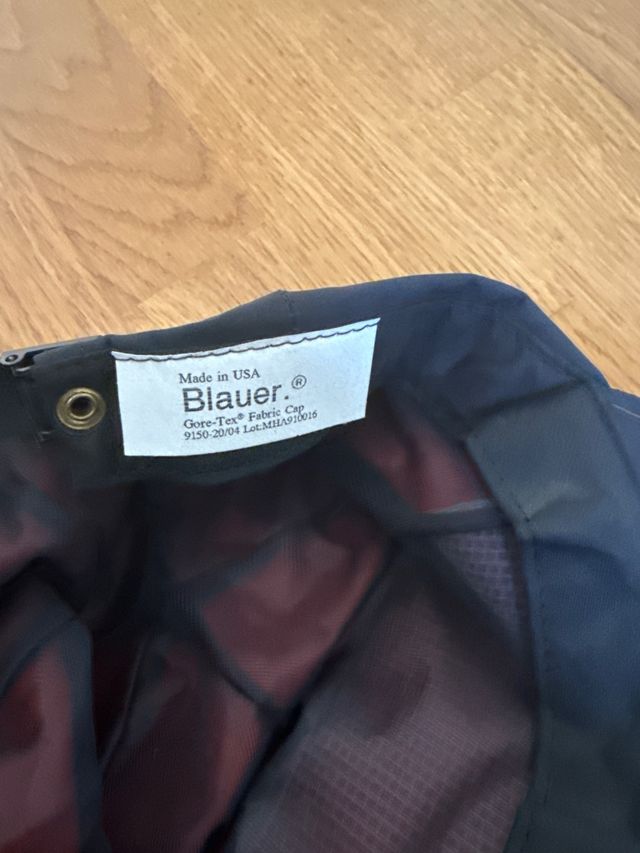 Made in USA
Blauer.®
Gore-Tex® Fabric Cap
9150-20/04 Lot:MHA910016